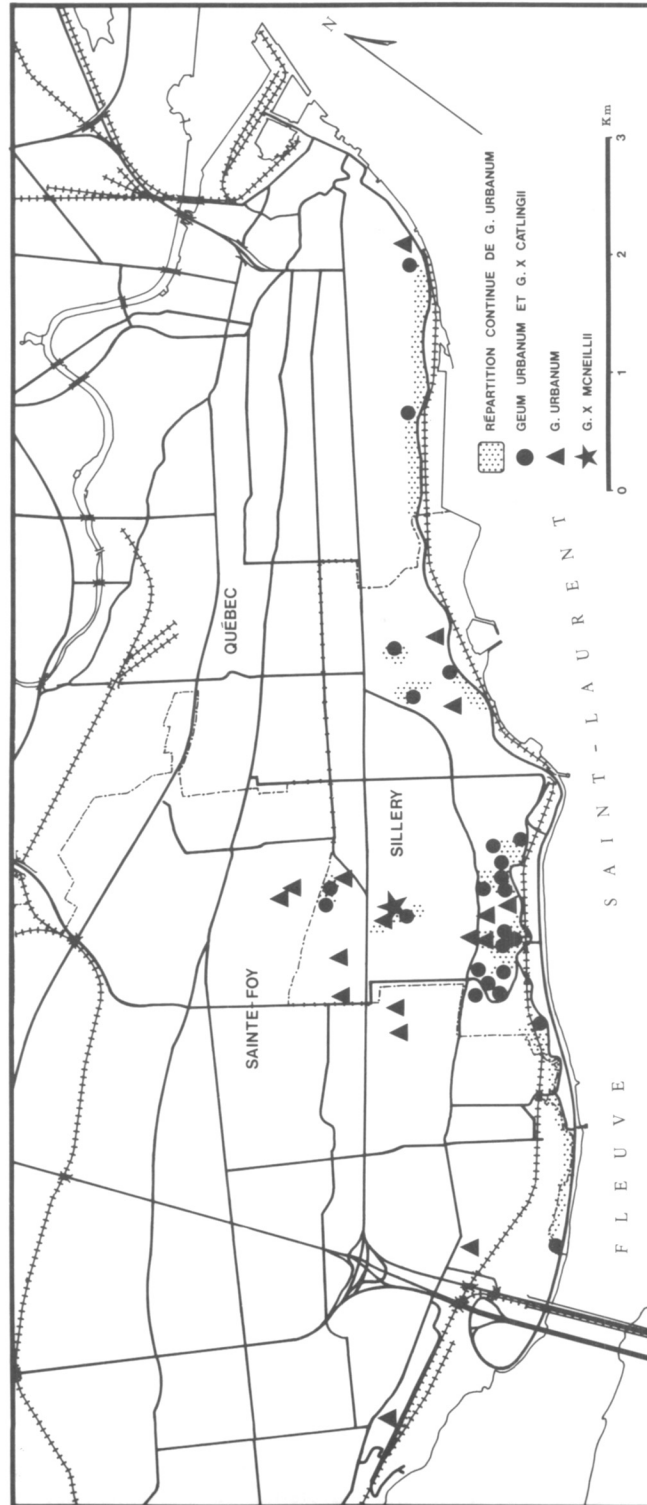 N
QUÉBEC
SILLERY
SAINTE-FOY
FLEUVE SAINT-LAURENT
RÉPARTITION CONTINUE DE G. URBANUM
GEUM URBANUM ET G. X CATLINGII
G. URBANUM
G. X MCNEILLII
0 1 2 3 Km